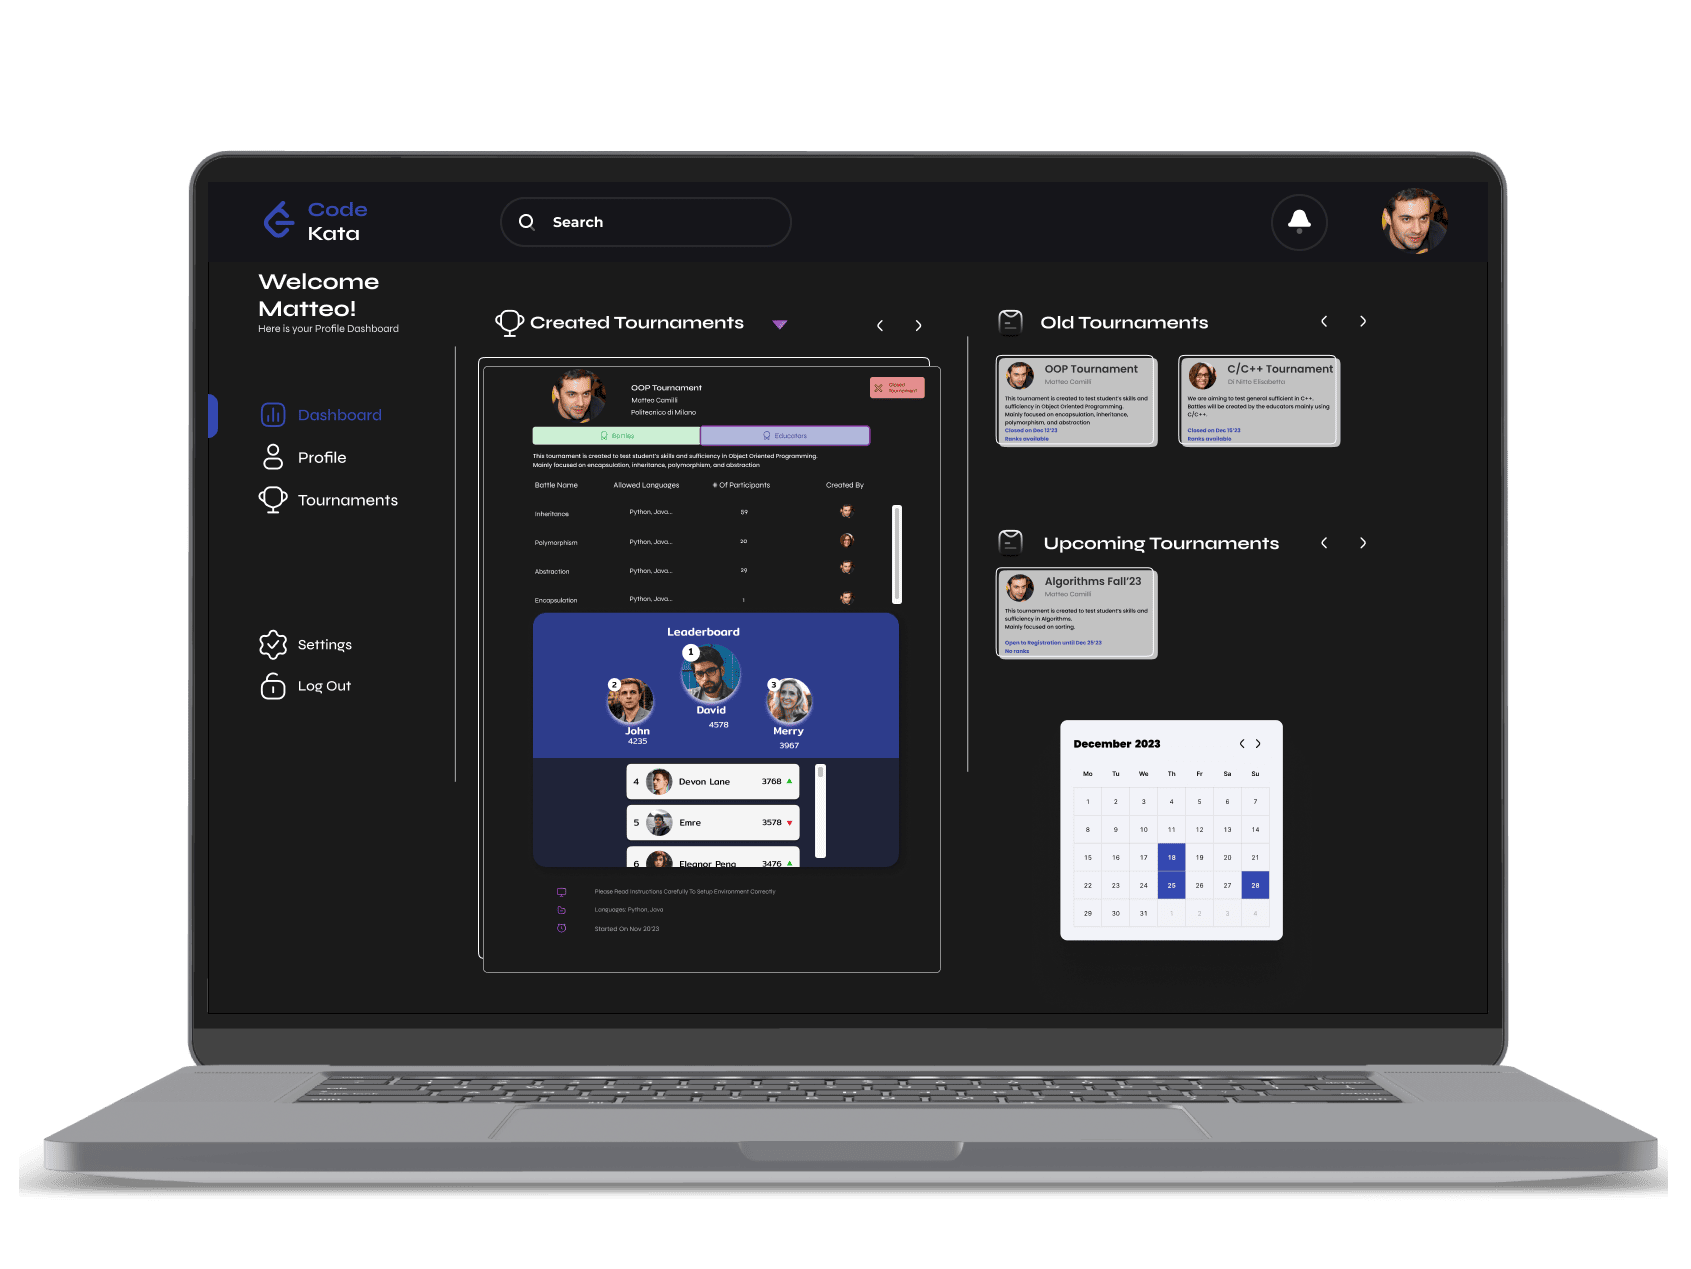 Code
Kata
Search
Welcome
Matteo!
Here is your Profile Dashboard
Dashboard
Profile
Tournaments
Settings
Log Out
Created Tournaments
OOP Tournament
Matteo Camilli
Politecnico di Milano
Closed
Tournament
Battles
Educators
This tournament is created to test student's skills and sufficiency in Object Oriented Programming.
Mainly focused on encapsulation, inheritance, polymorphism, and abstraction
Battle Name Allowed Languages # Of Participants Created By
Inheritance Python, Java... 59
Polymorphism Python, Java... 20
Abstraction Python, Java... 29
Encapsulation Python, Java... 1
Leaderboard
1
David
4578
2
John
4235
3
Merry
3967
4 Devon Lane 3768
5 Emre 3578
6 Eleanor Pena 3476
Please Read Instructions Carefully To Setup Environment Correctly
Languages: Python, Java
Started On Nov 20'23
Old Tournaments
OOP Tournament
Matteo Camilli
This tournament is created to test student's skills and
sufficiency in Object Oriented Programming.
Mainly focused on encapsulation, inheritance,
polymorphism, and abstraction
Closed on Dec 12'23
Ranks available
C/C++ Tournament
Di Nitto Elisabetta
We are aiming to test general sufficient in C++.
Battles will be created by the educators mainly using
C/C++.
Closed on Dec 15'23
Ranks available
Upcoming Tournaments
Algorithms Fall'23
Matteo Camilli
This tournament is created to test student's skills and
sufficiency in Algorithms.
Mainly focused on sorting.
Open to Registration until Dec 25'23
No ranks
December 2023
Mo Tu We Th Fr Sa Su
1 2 3 4 5 6 7
8 9 10 11 12 13 14
15 16 17 18 19 20 21
22 23 24 25 26 27 28
29 30 31 1 2 3 4